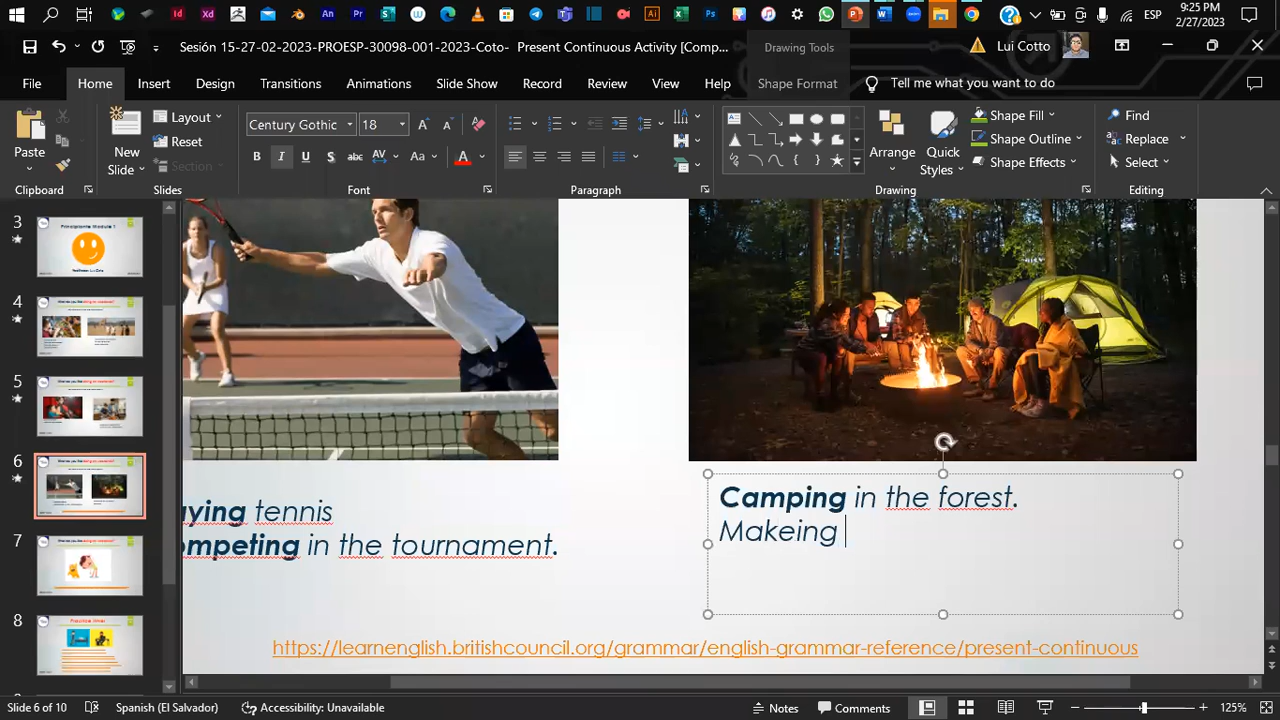 9:25 PM
ESP
2/27/2023
Sesión 15-27-02-2023-PROESP-30098-001-2023-Coto- Present Continuous Activity [Comp...
Drawing Tools
Lui Cotto
File Home Insert Design Transitions Animations Slide Show Record Review View Help Shape Format Tell me what you want to do
Paste
Clipboard
New Slide
Layout
Reset
Section
Slides
Century Gothic 18
Font
Paragraph
Arrange
Quick Styles
Shape Fill
Shape Outline
Shape Effects
Drawing
Find
Replace
Select
Editing
3
4
5
6
7
8
aying tennis
ompeting in the tournament.
Camping in the forest.
Makeing
https://learnenglish.britishcouncil.org/grammar/english-grammar-reference/present-continuous
Slide 6 of 10 Spanish (El Salvador) Accessibility: Unavailable Notes Comments 125%